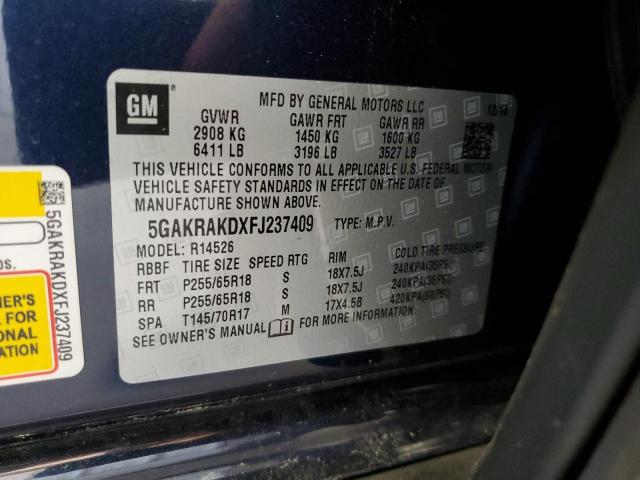 GM
MFD BY GENERAL MOTORS LLC
GVWR GAWR FRT GAWR RR
2908 KG 1450 KG 1600 KG
6411 LB 3196 LB 3527 LB
THIS VEHICLE CONFORMS TO ALL APPLICABLE U.S. FEDERAL MOTOR
VEHICLE SAFETY STANDARDS IN EFFECT ON THE DATE OF
MANUFACTURE SHOWN ABOVE.
5GAKRAKDXFJ237409 TYPE: M.P.V.
MODEL: R14526
RBBF TIRE SIZE SPEED RTG RIM COLD TIRE PRESSURE
FRT P255/65R18 S 18X7.5J 240KPA(35PSI)
RR P255/65R18 S 18X7.5J 240KPA(35PSI)
SPA T145/70R17 M 17X4.5B 420KPA(60PSI)
SEE OWNER'S MANUAL FOR MORE INFORMATION.
5GAKRAKDXFJ237409
OWNER'S
L FOR
IONAL
ATION